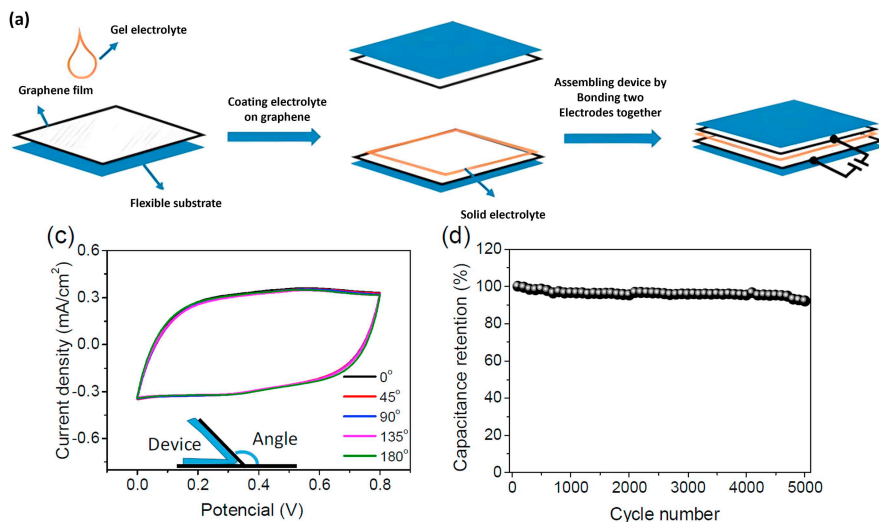 (a)
Gel electrolyte
Graphene film
Flexible substrate
Coating electrolyte
on graphene
Solid electrolyte
Assembling device by
Bonding two
Electrodes together
(c)
Current density (mA/cm²)
0.6
0.3
0.0
-0.3
-0.6
0°
45°
90°
135°
180°
Device
Angle
0.0 0.2 0.4 0.6 0.8
Potencial (V)
(d)
Capacitance retention (%)
120
100
80
60
40
20
0
0 1000 2000 3000 4000 5000
Cycle number